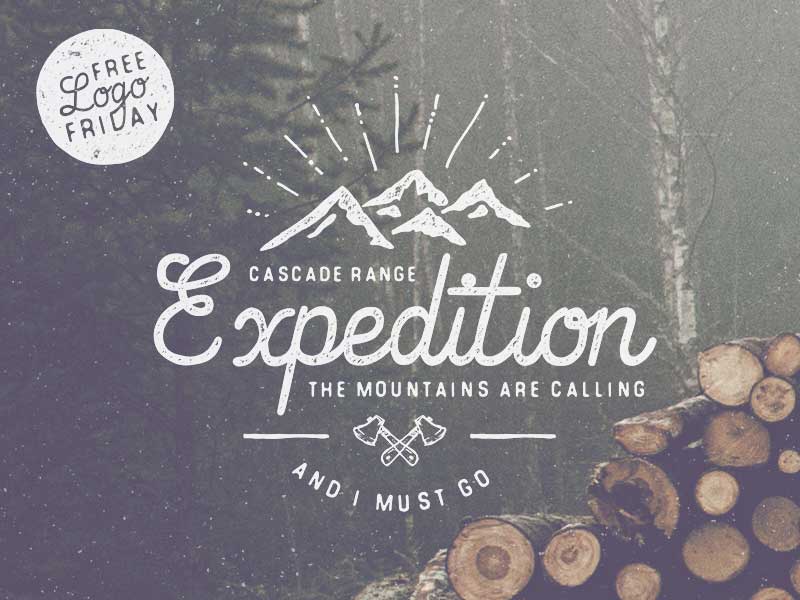 FREE
Logo
FRIDAY
CASCADE RANGE
Expedition
THE MOUNTAINS ARE CALLING
AND I MUST GO